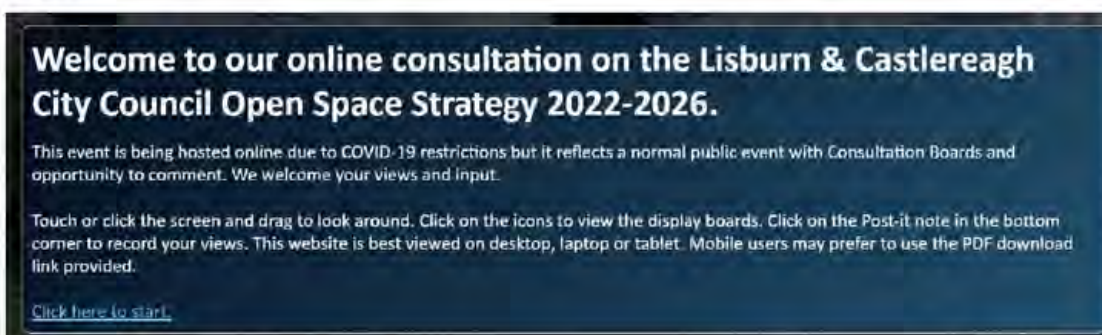 Welcome to our online consultation on the Lisburn & Castlereagh
City Council Open Space Strategy 2022-2026.
This event is being hosted online due to COVID-19 restrictions but it reflects a normal public event with Consultation Boards and
opportunity to comment. We welcome your views and input.
Touch or click the screen and drag to look around. Click on the icons to view the display boards. Click on the Post-it note in the bottom
corner to record your views. This website is best viewed on desktop, laptop or tablet. Mobile users may prefer to use the PDF download
link provided.
Click here to start.